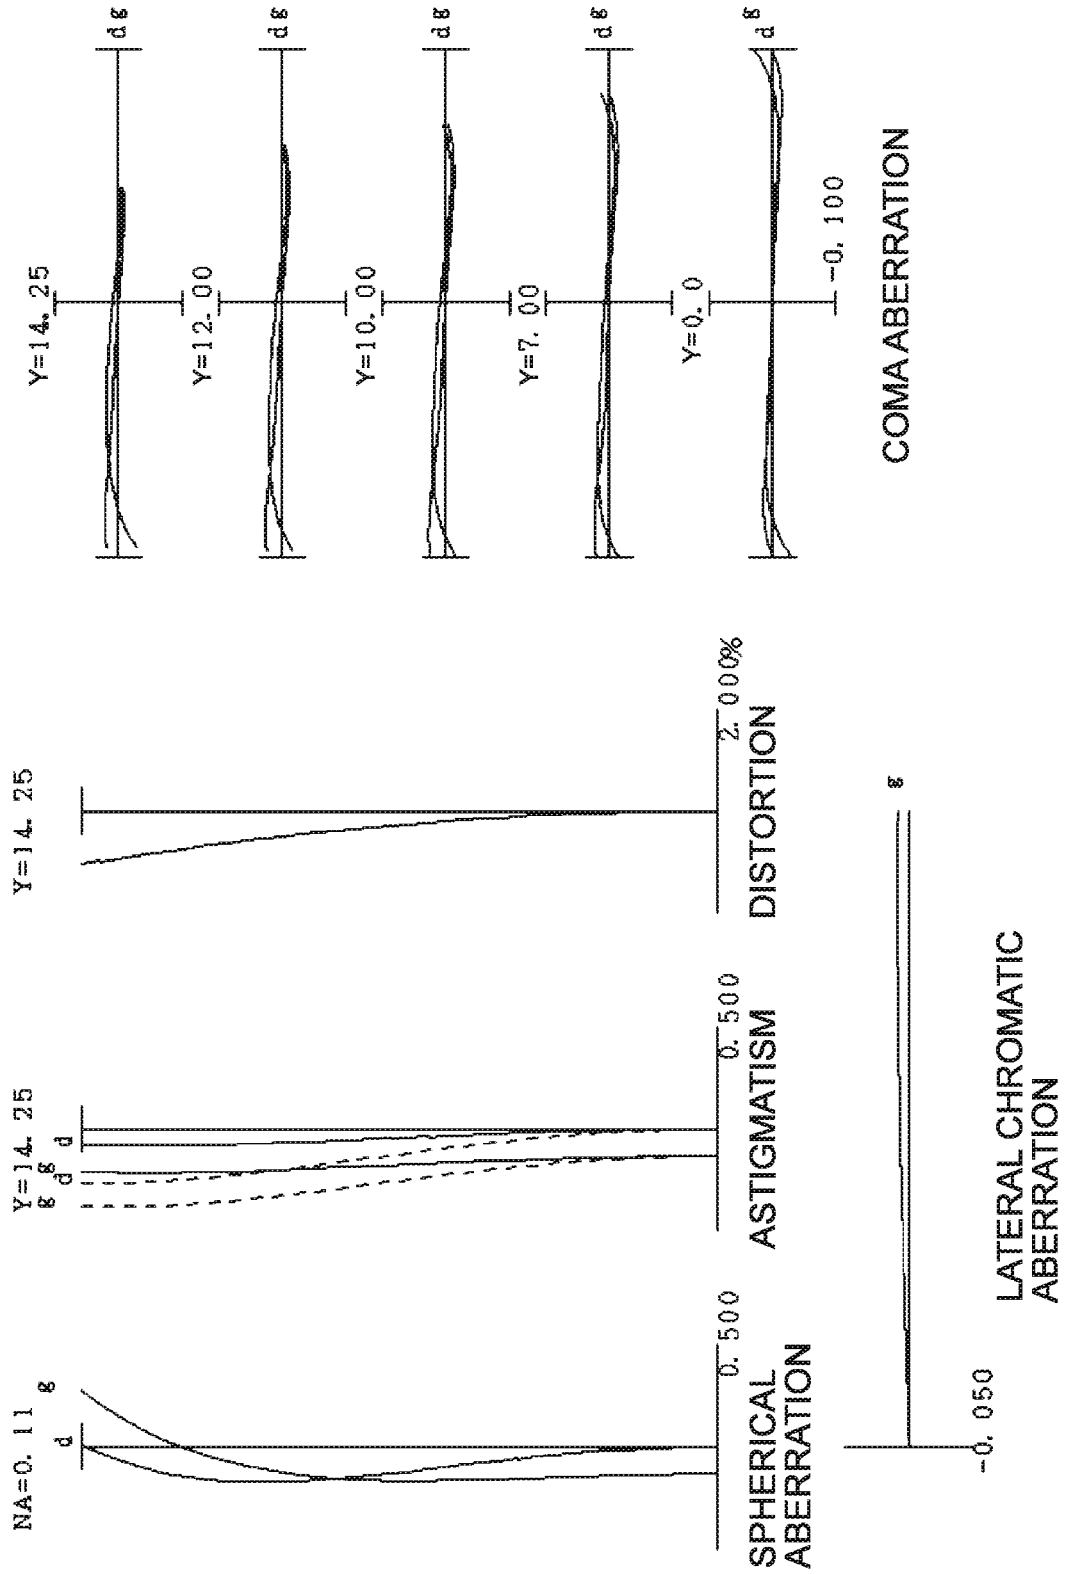 NA=0. 11
d
g
0. 500
SPHERICAL
ABERRATION
Y=14. 25
g
d
g
d
0. 500
ASTIGMATISM
Y=14. 25
2. 000%
DISTORTION
g
-0. 050
LATERAL CHROMATIC
ABERRATION
Y=14. 25
d g
Y=12. 00
d g
Y=10. 00
d g
Y=7. 00
d g
Y=0. 0
d g
-0. 100
COMA ABERRATION